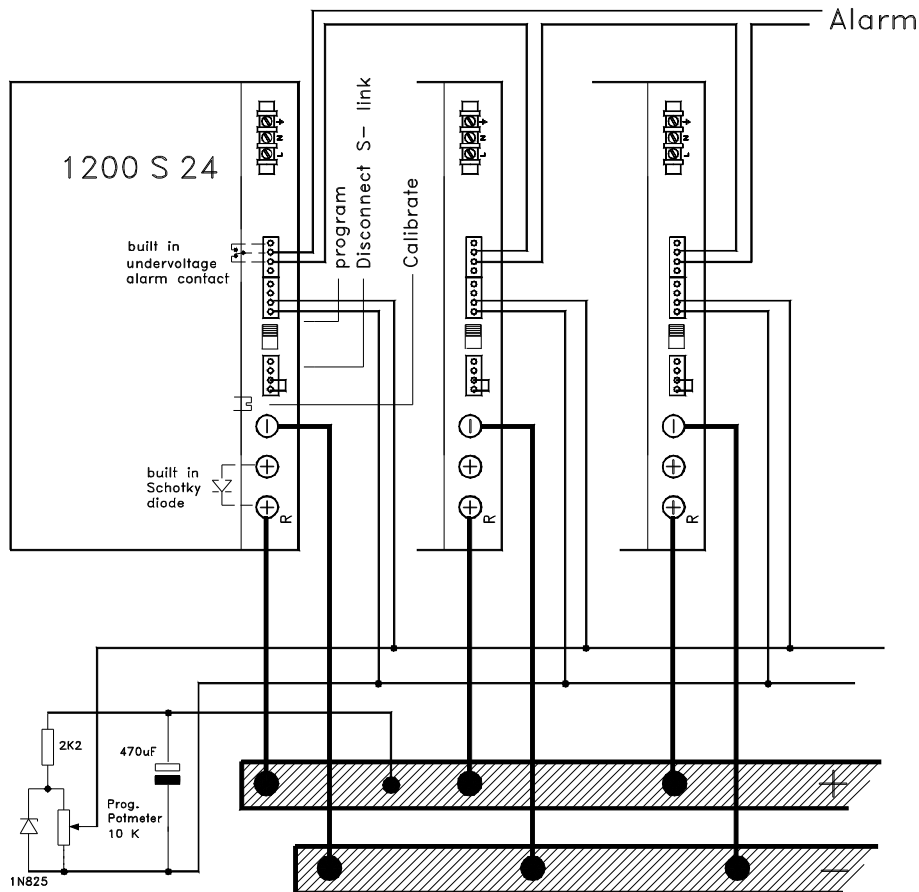 Alarm
1200 S 24
L N
L N
L N
built in
undervoltage
alarm contact
program
Disconnect S- link
Calibrate
built in
Schotky
diode
R
R
R
2K2
470uF
Prog.
Potmeter
10 K
1N825
+
-